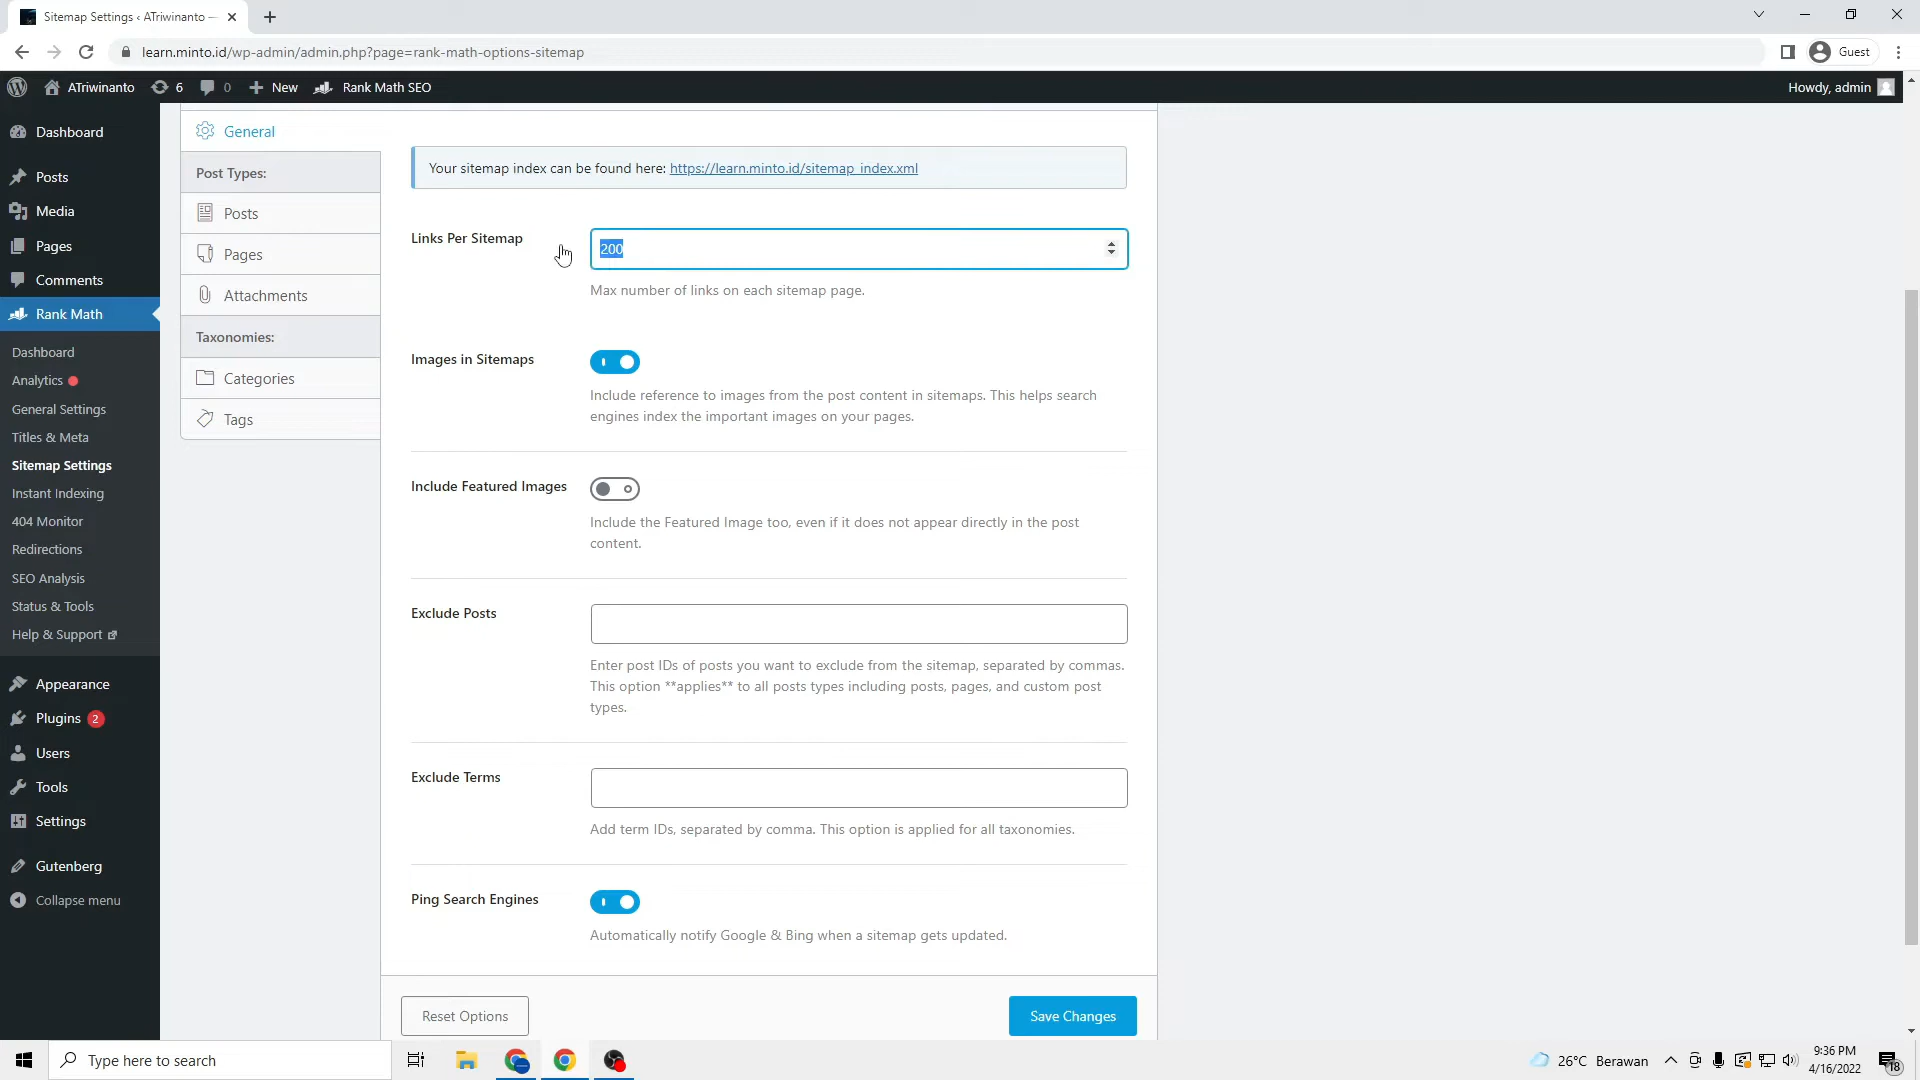 Sitemap Settings ‹ ATriwinanto —
learn.minto.id/wp-admin/admin.php?page=rank-math-options-sitemap
Guest
ATriwinanto
6
0
New
Rank Math SEO
Howdy, admin
Dashboard
Posts
Media
Pages
Comments
Rank Math
Dashboard
Analytics
General Settings
Titles & Meta
Sitemap Settings
Instant Indexing
404 Monitor
Redirections
SEO Analysis
Status & Tools
Help & Support
Appearance
Plugins 2
Users
Tools
Settings
Gutenberg
Collapse menu
General
Post Types:
Posts
Pages
Attachments
Taxonomies:
Categories
Tags
Your sitemap index can be found here: https://learn.minto.id/sitemap_index.xml
Links Per Sitemap
200
Max number of links on each sitemap page.
Images in Sitemaps
Include reference to images from the post content in sitemaps. This helps search
engines index the important images on your pages.
Include Featured Images
Include the Featured Image too, even if it does not appear directly in the post
content.
Exclude Posts
Enter post IDs of posts you want to exclude from the sitemap, separated by commas.
This option **applies** to all posts types including posts, pages, and custom post
types.
Exclude Terms
Add term IDs, separated by comma. This option is applied for all taxonomies.
Ping Search Engines
Automatically notify Google & Bing when a sitemap gets updated.
Reset Options
Save Changes
Type here to search
26°C Berawan
9:36 PM
4/16/2022
18